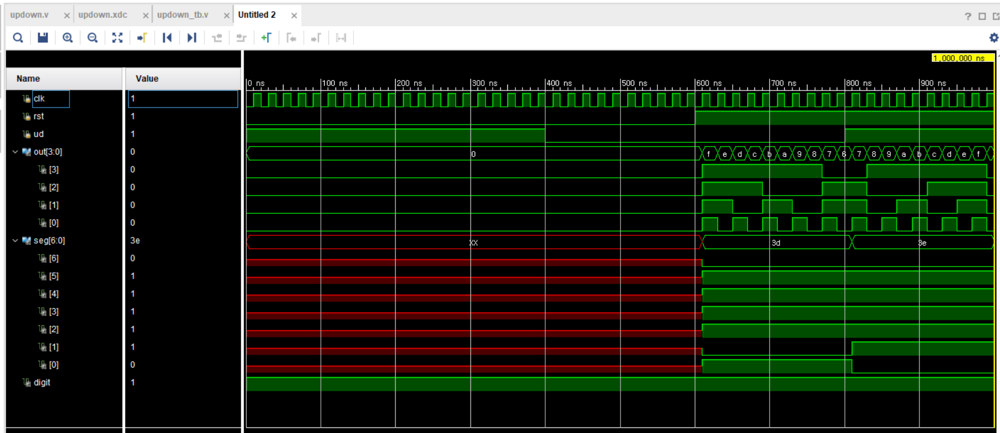 updown.v × updown.xdc × updown_tb.v × Untitled 2 ×
?
1,000,000 ns
Name Value
0 ns 100 ns 200 ns 300 ns 400 ns 500 ns 600 ns 700 ns 800 ns 900 ns
clk 1
rst 1
ud 1
out[3:0] 0 0 f e d c b a 9 8 7 6 7 8 9 a b c d e f
[3] 0
[2] 0
[1] 0
[0] 0
seg[6:0] 3e XX 3d 3e
[6] 0
[5] 1
[4] 1
[3] 1
[2] 1
[1] 1
[0] 0
digit 1